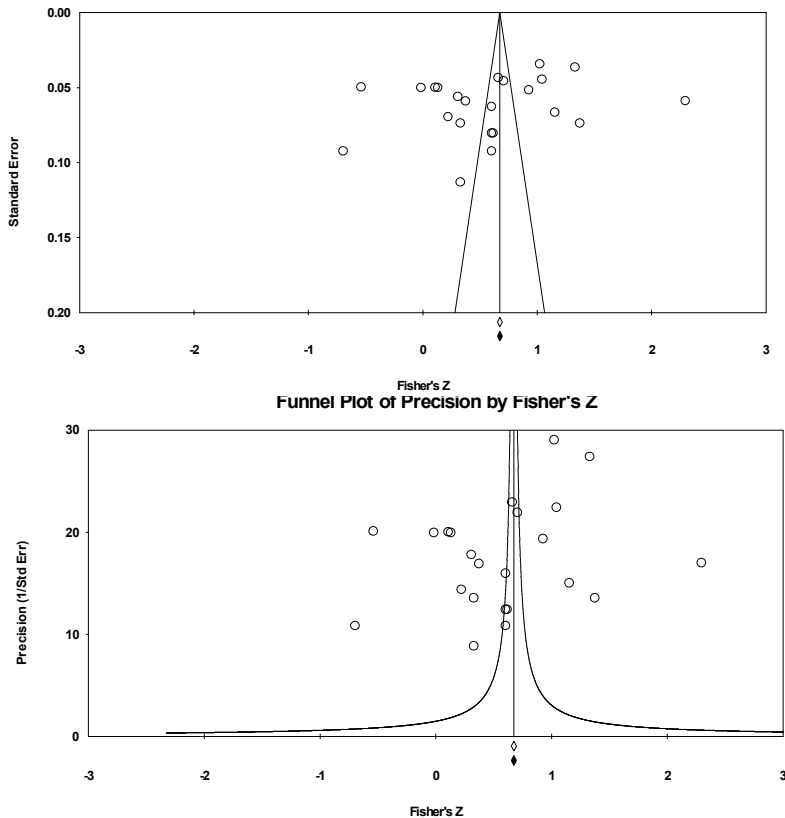 0.00
0.05
0.10
0.15
0.20
Standard Error
-3 -2 -1 0 1 2 3
Fisher's Z
Funnel Plot of Precision by Fisher's Z
30
20
10
0
Precision (1/Std Err)
-3 -2 -1 0 1 2 3
Fisher's Z